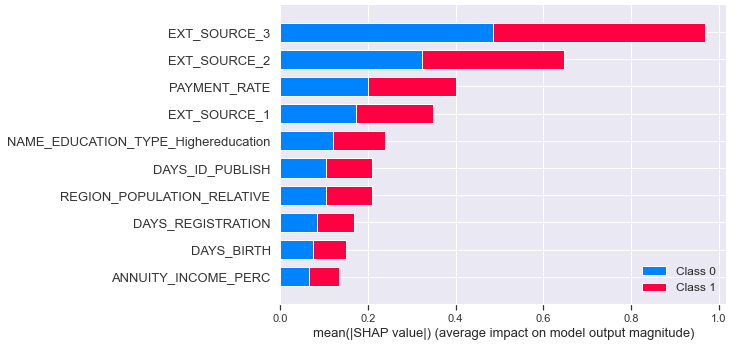 EXT_SOURCE_3
EXT_SOURCE_2
PAYMENT_RATE
EXT_SOURCE_1
NAME_EDUCATION_TYPE_Highereducation
DAYS_ID_PUBLISH
REGION_POPULATION_RELATIVE
DAYS_REGISTRATION
DAYS_BIRTH
ANNUITY_INCOME_PERC
Class 0
Class 1
0.0 0.2 0.4 0.6 0.8 1.0
mean(|SHAP value|) (average impact on model output magnitude)